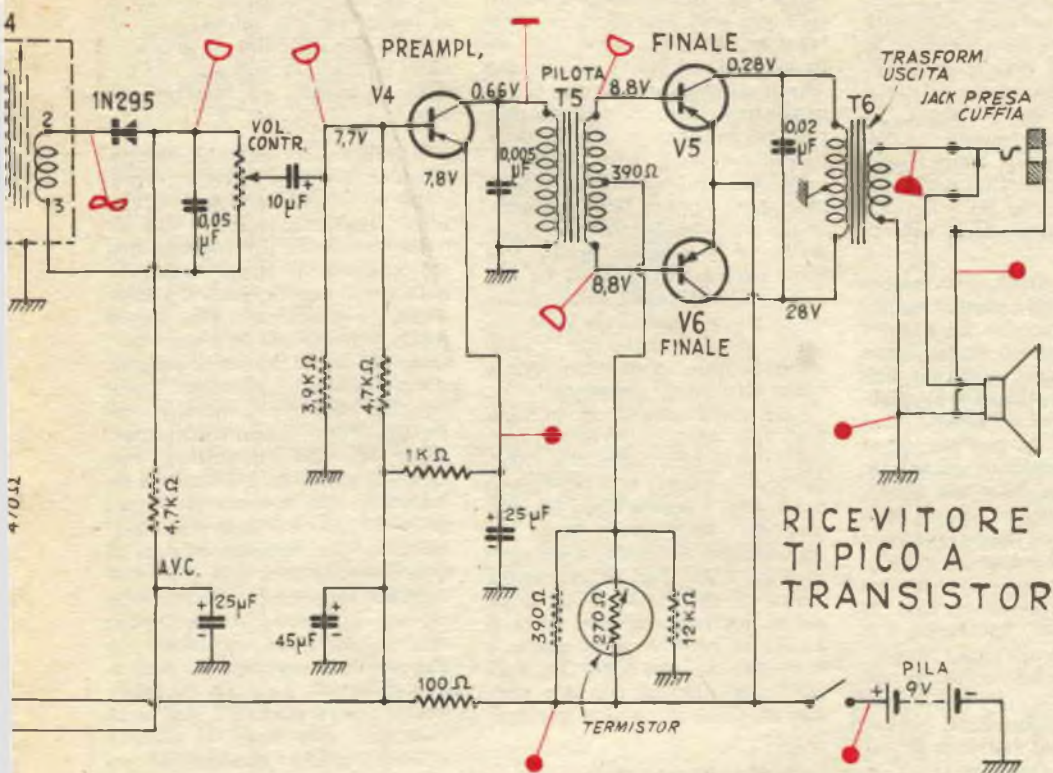 4
PREAMPL,
FINALE
0,28V
TRASFORM
USCITA
1N295
V4
0.66V
PILOTA
T5
8.8V
T6
JACK PRESA
CUFFIA
2
VOL.
CONTR.
7,7V
V5
0,02
µF
3
0,05
µF
10µF
+
7,8V
0,005
µF
390Ω
8,8V
V6
FINALE
28V
3,9KΩ
4,7KΩ
1KΩ
470Ω
4,7KΩ
+
25µF
-
RICEVITORE
TIPICO A
TRANSISTOR
A.V.C.
+
25µF
-
+
45µF
-
390Ω
270Ω
12KΩ
100Ω
TERMISTOR
PILA
+ 9V -